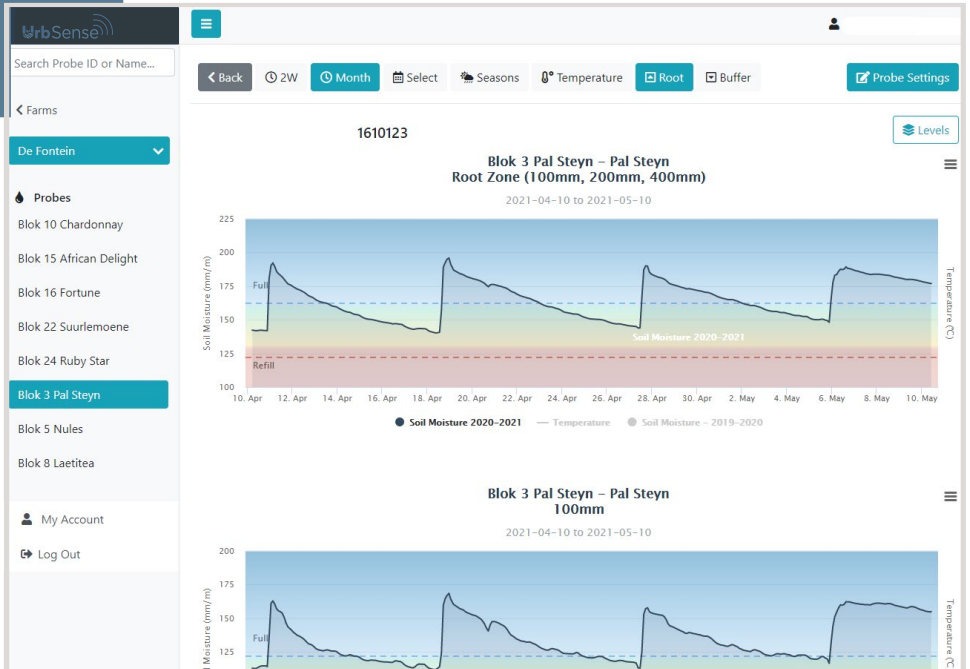 UrbSense
Search Probe ID or Name...
Farms
De Fontein
Probes
Blok 10 Chardonnay
Blok 15 African Delight
Blok 16 Fortune
Blok 22 Suurlemoene
Blok 24 Ruby Star
Blok 3 Pal Steyn
Blok 5 Nules
Blok 8 Laetitea
My Account
Log Out
Back 2W Month Select Seasons Temperature Root Buffer Probe Settings
1610123
Levels
Blok 3 Pal Steyn – Pal Steyn
Root Zone (100mm, 200mm, 400mm)
2021-04-10 to 2021-05-10
Soil Moisture (mm/m)
225
200
175
150
125
100
Full
Refill
Soil Moisture 2020-2021
Temperature (°C)
10. Apr 12. Apr 14. Apr 16. Apr 18. Apr 20. Apr 22. Apr 24. Apr 26. Apr 28. Apr 30. Apr 2. May 4. May 6. May 8. May 10. May
Soil Moisture 2020-2021 Temperature Soil Moisture - 2019-2020
Blok 3 Pal Steyn – Pal Steyn
100mm
2021-04-10 to 2021-05-10
Moisture (mm/m)
200
175
150
125
Full
Temperature (°C